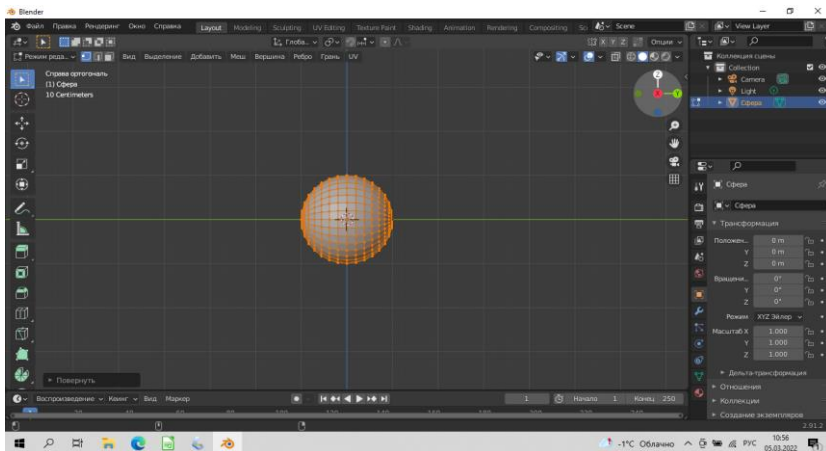 Blender
Файл Правка Рендеринг Окно Справка Layout Modeling Sculpting UV Editing Texture Paint Shading Animation Rendering Compositing Sc Scene View Layer
Глоба... X Y Z Опции
Режим реда... Вид Выделение Добавить Меш Вершина Ребро Грань UV
Справа ортогональ
(1) Сфера
10 Centimeters
Z
Y
Повернуть
Коллекция сцены
Collection
Camera
Light
Сфера
Сфера
Сфера
Трансформация
Положен... 0 m
Y 0 m
Z 0 m
Вращени... 0°
Y 0°
Z 0°
Режим XYZ Эйлер
Масштаб X 1.000
Y 1.000
Z 1.000
Дельта-трансформация
Отношения
Коллекции
Создание экземпляров
Воспроизведение Кеинг Вид Маркер 1 Начало 1 Конец 250
2.91.2
-1°C Облачно РУС 10:56
05.03.2022